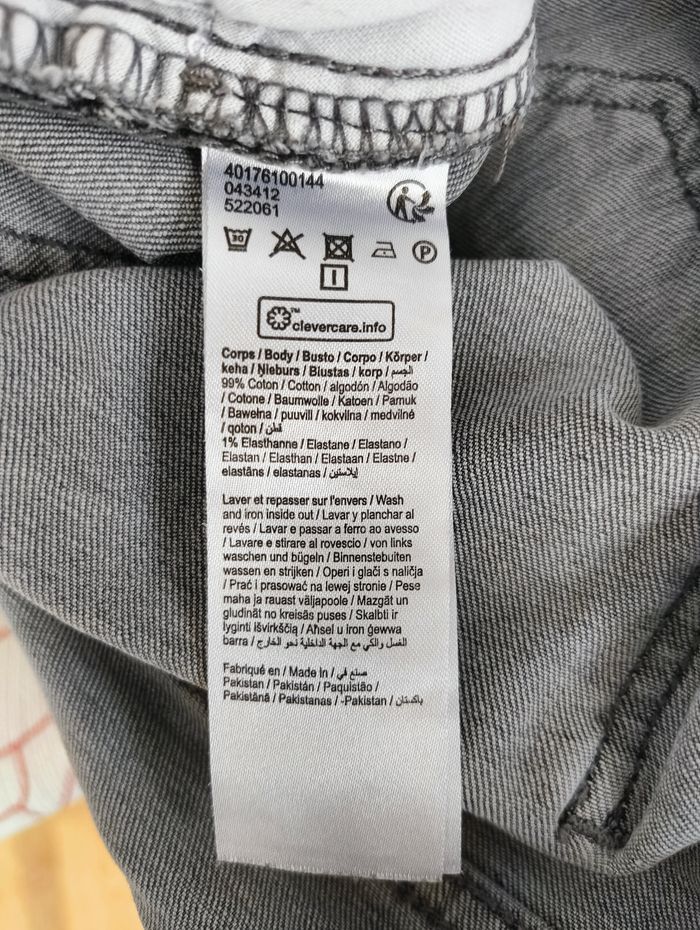 40176100144
043412
522061
30
P
I
™
clevercare.info
Corps / Body / Busto / Corpo / Körper /
keha / Ņieburs / Biustas / korp / الجسم
99% Coton / Cotton / algodón / Algodão
/ Cotone / Baumwolle / Katoen / Pamuk
/ Bawełna / puuvill / kokvilna / medvilné
/ qoton / قطن
1% Elasthanne / Elastane / Elastano /
Elastan / Elasthan / Elastaan / Elastne /
elastāns / elastanas / إيلاستين
Laver et repasser sur l'envers / Wash
and iron inside out / Lavar y planchar al
revés / Lavar e passar a ferro ao avesso
/ Lavare e stirare al rovescio / von links
waschen und bügeln / Binnenstebuiten
wassen en strijken / Operi i glači s naličja
/ Prać i prasować na lewej stronie / Pese
maha ja rauast väljapoole / Mazgāt un
gludināt no kreisās puses / Skalbti ir
lyginti išvirkščią / Aħsel u iron ġewwa
barra / الغسل والكي مع الجهة الداخلية نحو الخارج
Fabriqué en / Made in / صنع في
Pakistan / Pakistán / Paquistão /
Pakistānā / Pakistanas / -Pakistan / باكستان